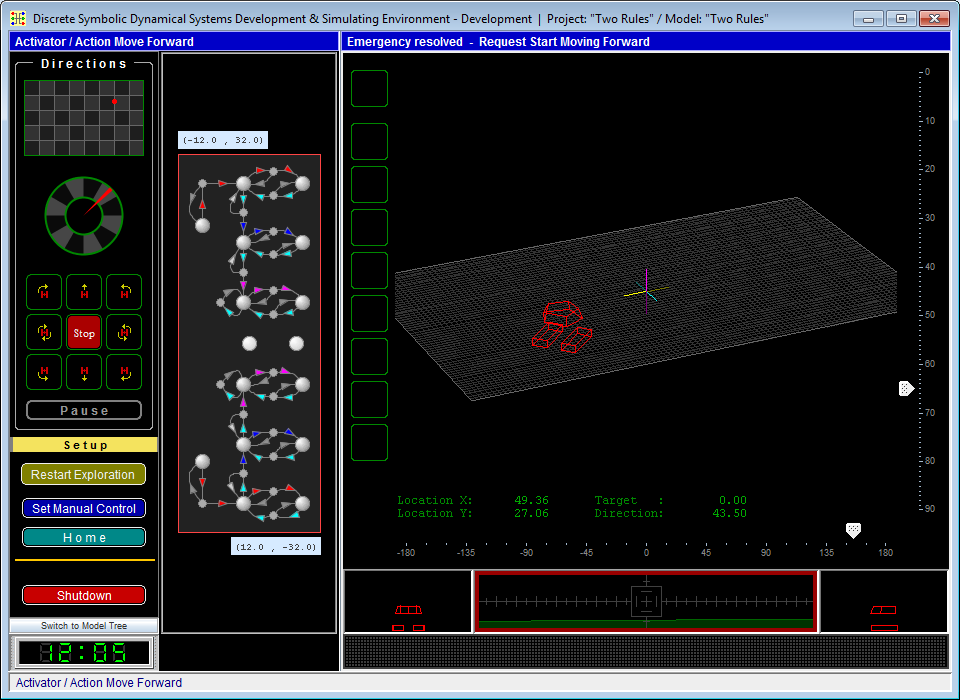 Discrete Symbolic Dynamical Systems Development & Simulating Environment - Development | Project: "Two Rules" / Model: "Two Rules"
Activator / Action Move Forward
Emergency resolved - Request Start Moving Forward
Directions
H H H
H Stop H
H H H
Pause
Setup
Restart Exploration
Set Manual Control
Home
Shutdown
Switch to Model Tree
12:05
(-12.0 , 32.0)
(12.0 , -32.0)
0
10
20
30
40
50
60
70
80
90
Location X: 49.36 Target : 0.00
Location Y: 27.06 Direction: 43.50
-180 -135 -90 -45 0 45 90 135 180
Activator / Action Move Forward